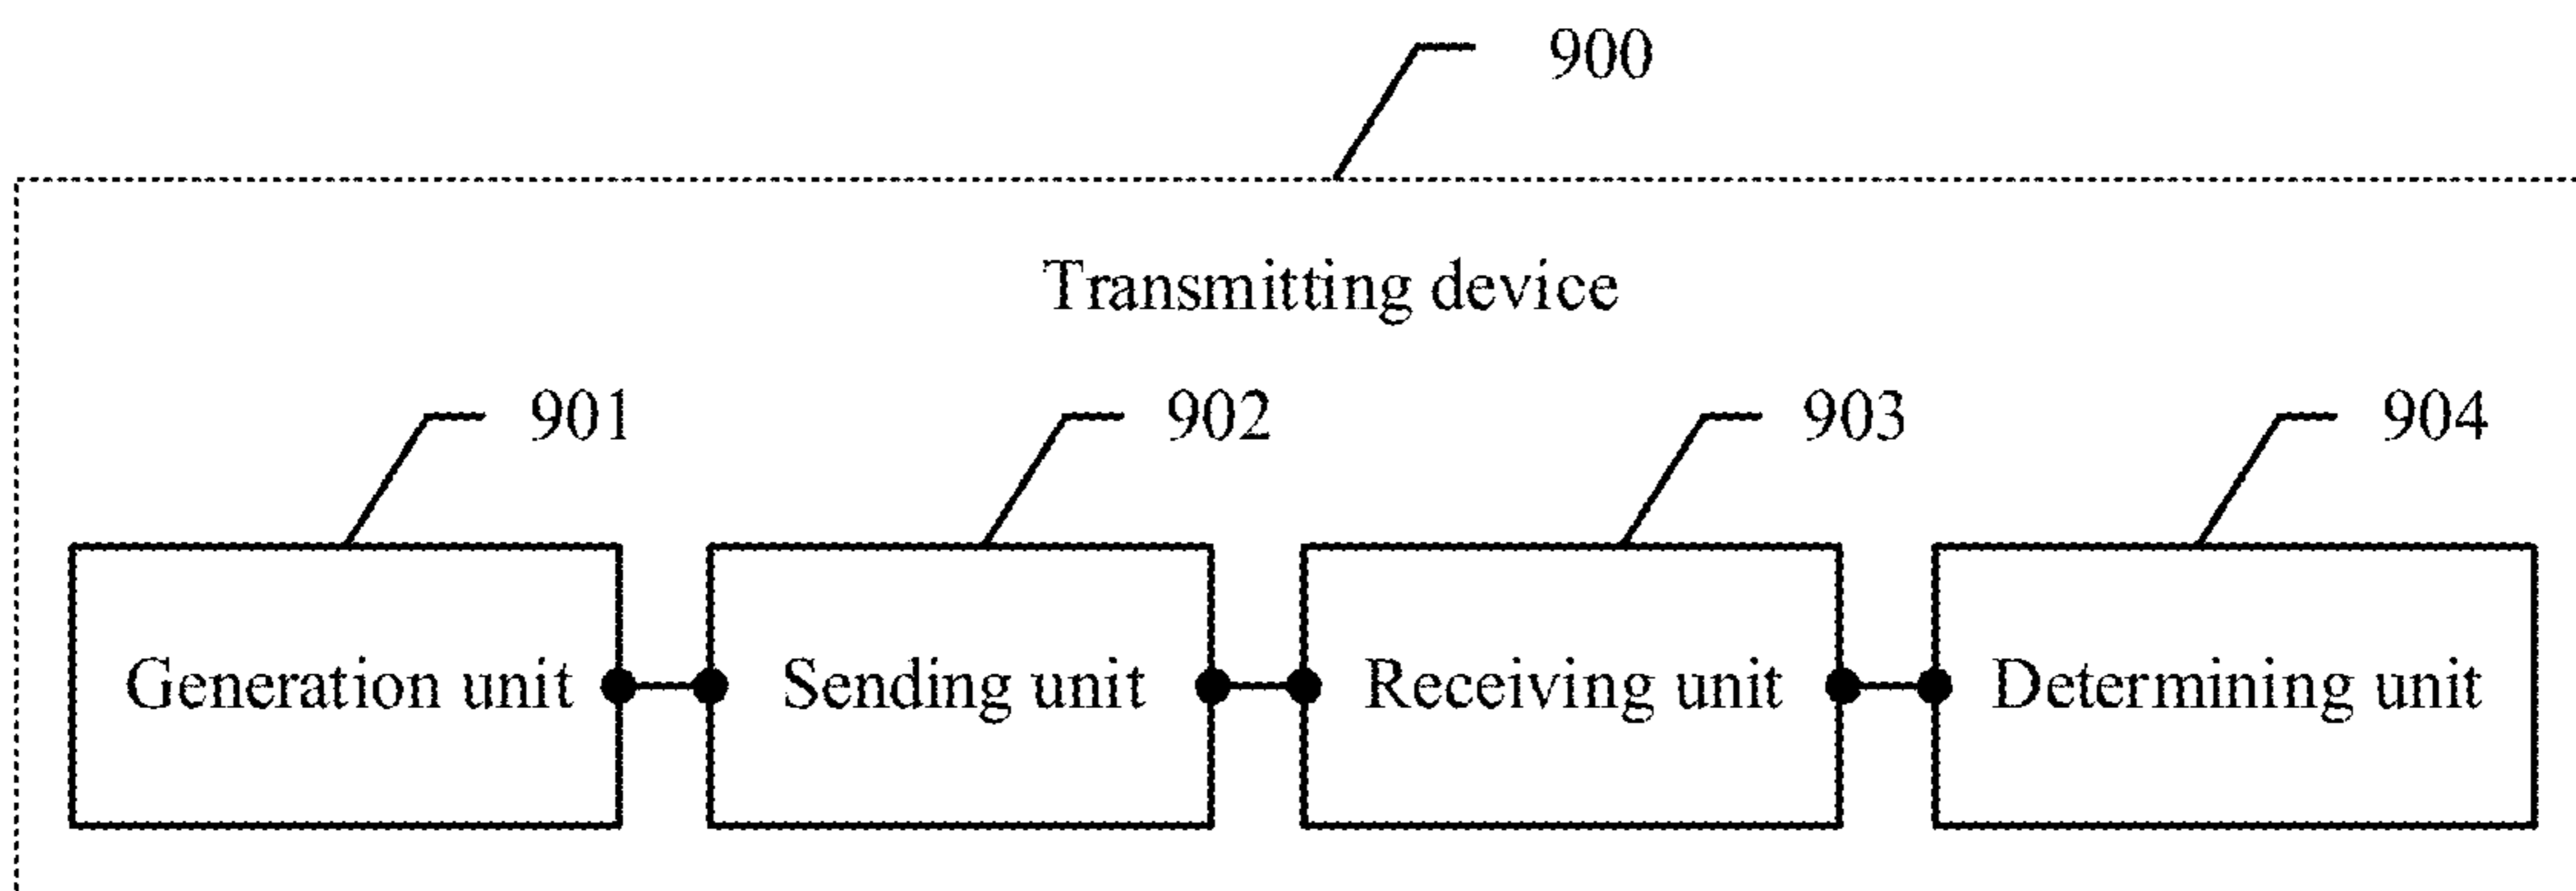 900
Transmitting device
901 902 903 904
Generation unit Sending unit Receiving unit Determining unit